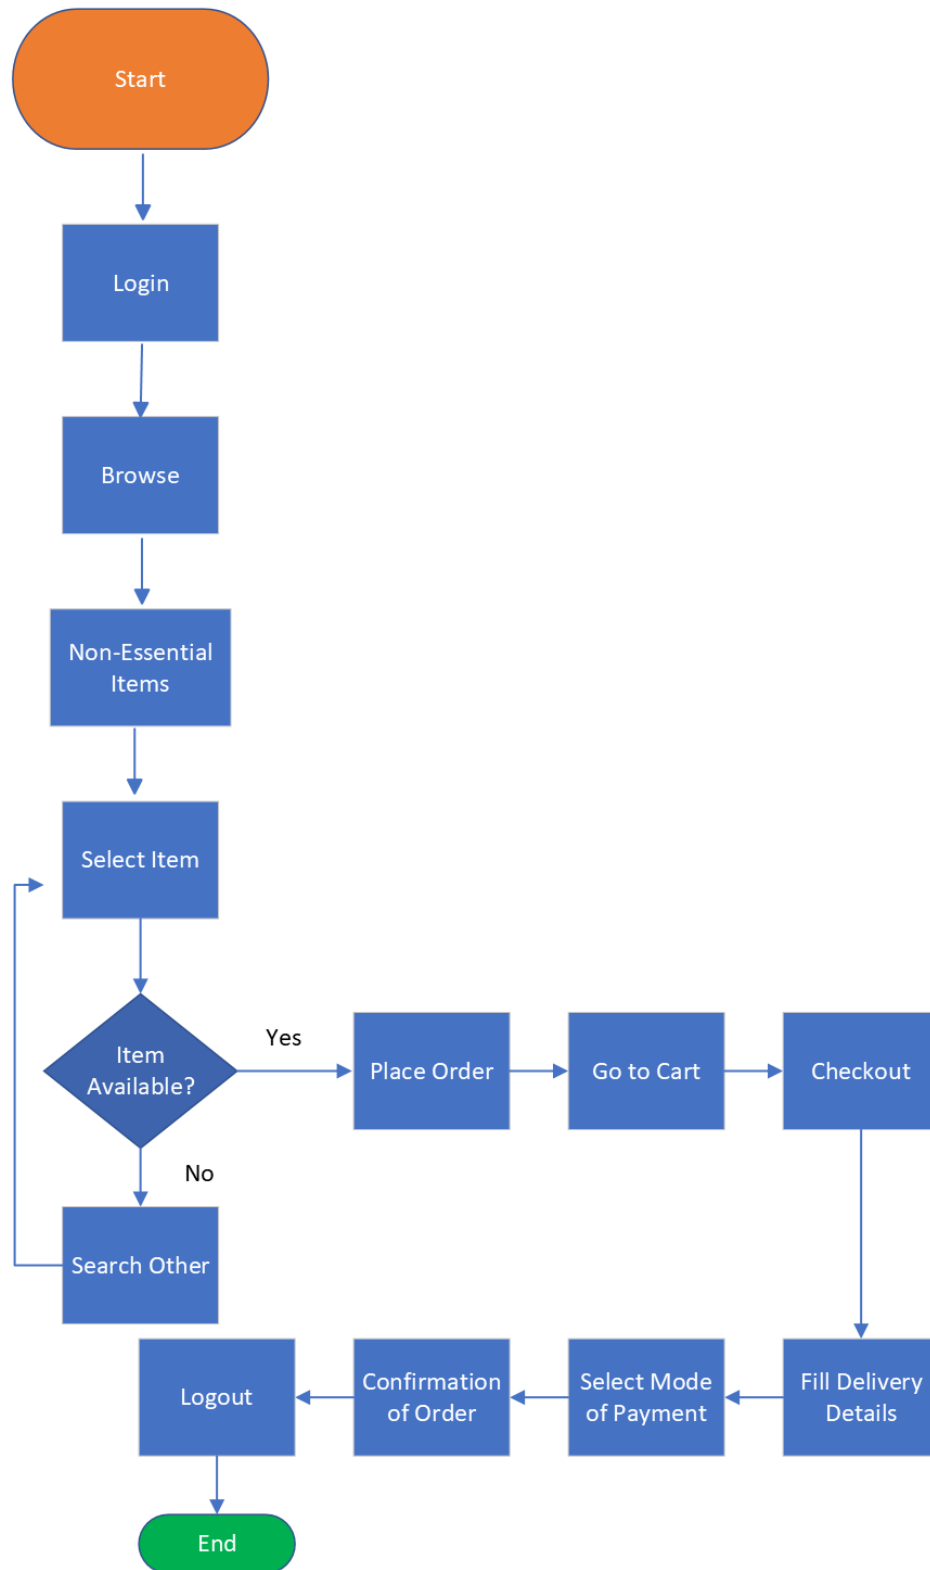 Start
Login
Browse
Non-Essential
Items
Select Item
Item
Available?
Yes
Place Order
Go to Cart
Checkout
No
Search Other
Logout
Confirmation
of Order
Select Mode
of Payment
Fill Delivery
Details
End